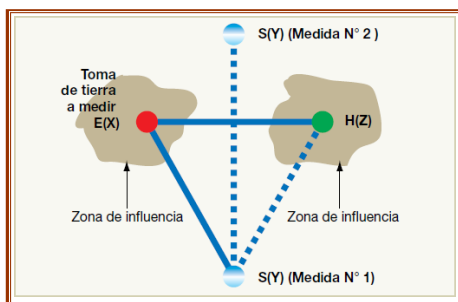 S(Y) (Medida N° 2 )
Toma
de tierra
a medir
E(X)
H(Z)
Zona de influencia
Zona de influencia
S(Y) (Medida N° 1)